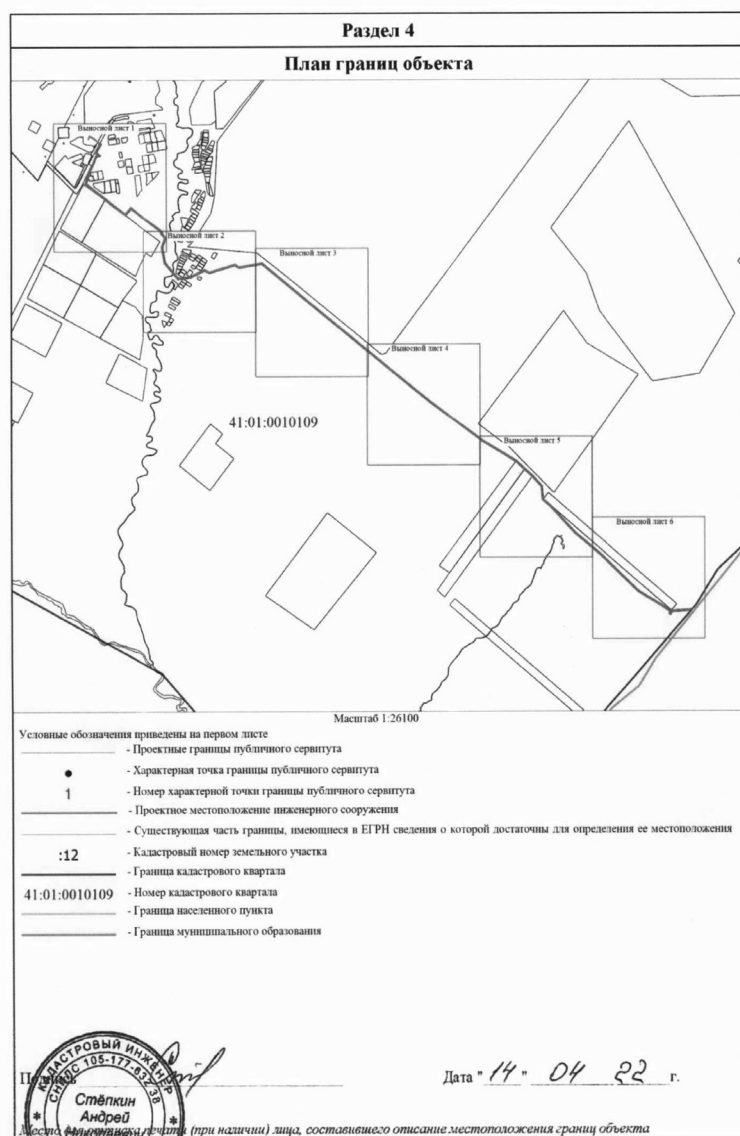 Раздел 4
План границ объекта
Выносной лист 1
Выносной лист 2
Выносной лист 3
Выносной лист 4
41:01:0010109
Выносной лист 5
Выносной лист 6
Масштаб 1:26100
Условные обозначения приведены на первом листе
- Проектные границы публичного сервитута
- Характерная точка границы публичного сервитута
1 - Номер характерной точки границы публичного сервитута
- Проектное местоположение инженерного сооружения
- Существующая часть границы, имеющиеся в ЕГРН сведения о которой достаточны для определения ее местоположения
:12 - Кадастровый номер земельного участка
- Граница кадастрового квартала
41:01:0010109 - Номер кадастрового квартала
- Граница населенного пункта
- Граница муниципального образования
КАДАСТРОВЫЙ ИНЖЕНЕР
СНИЛС 105-177-632 38
Стёпкин
Андрей
Подпись
Дата "14" 04 22 г.
Место для оттиска печати (при наличии) лица, составившего описание местоположения границ объекта